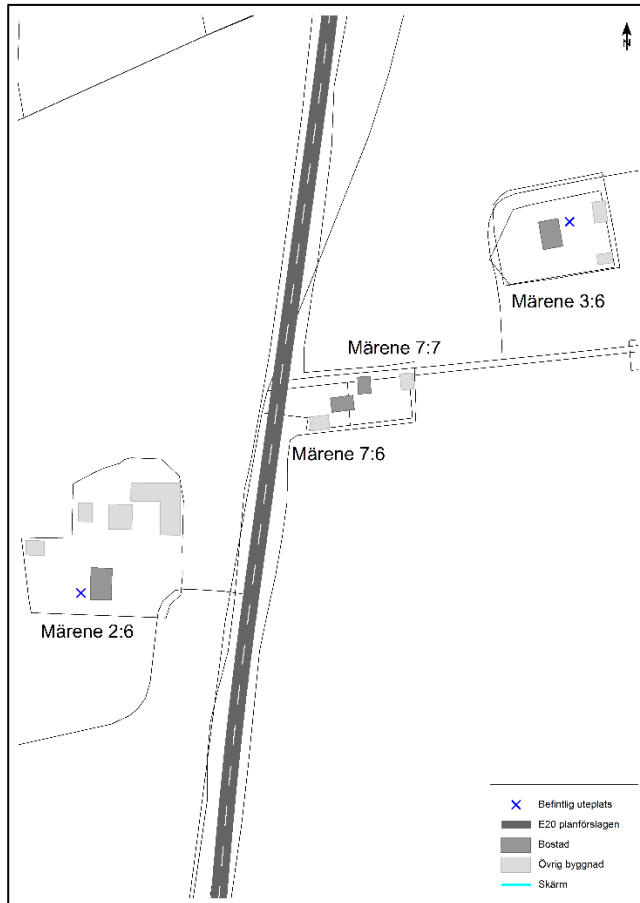 N
Märene 3:6
Märene 7:7
Märene 7:6
Märene 2:6
Befintlig uteplats
E20 planförslagen
Bostad
Övrig byggnad
Skärm